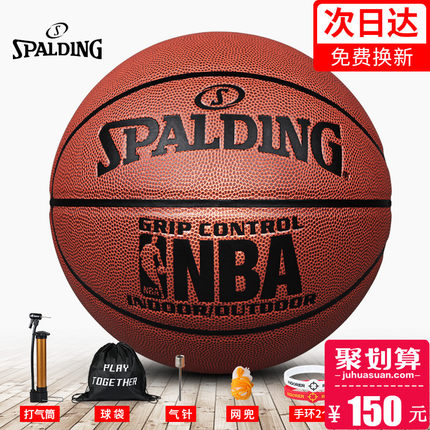 SPALDING
次日达
免费换新
SPALDING
GRIP CONTROL
NBA
NBA
INDOOR/OUTDOOR
PLAY
TOGETHER
打气筒
球袋
气针
网兜
手环2
聚划算
juhuasuan.com
¥150元